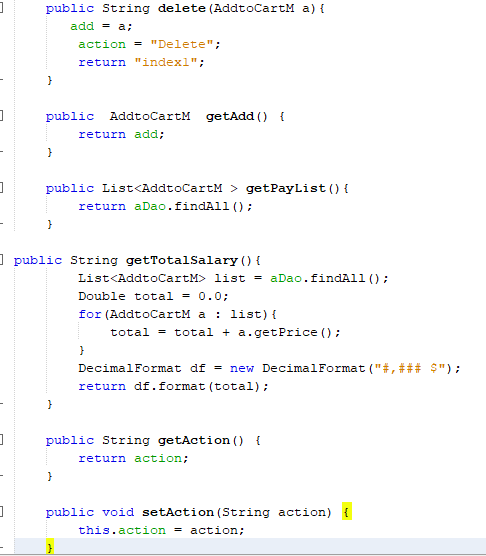 public String delete(AddtoCartM a){
add = a;
action = "Delete";
return "index1";
}
public  AddtoCartM  getAdd() {
return add;
}
public List<AddtoCartM > getPayList(){
return aDao.findAll();
}
public String getTotalSalary(){
List<AddtoCartM> list = aDao.findAll();
Double total = 0.0;
for(AddtoCartM a : list){
total = total + a.getPrice();
}
DecimalFormat df = new DecimalFormat("#,### $");
return df.format(total);
}
public String getAction() {
return action;
}
public void setAction(String action) {
this.action = action;
}